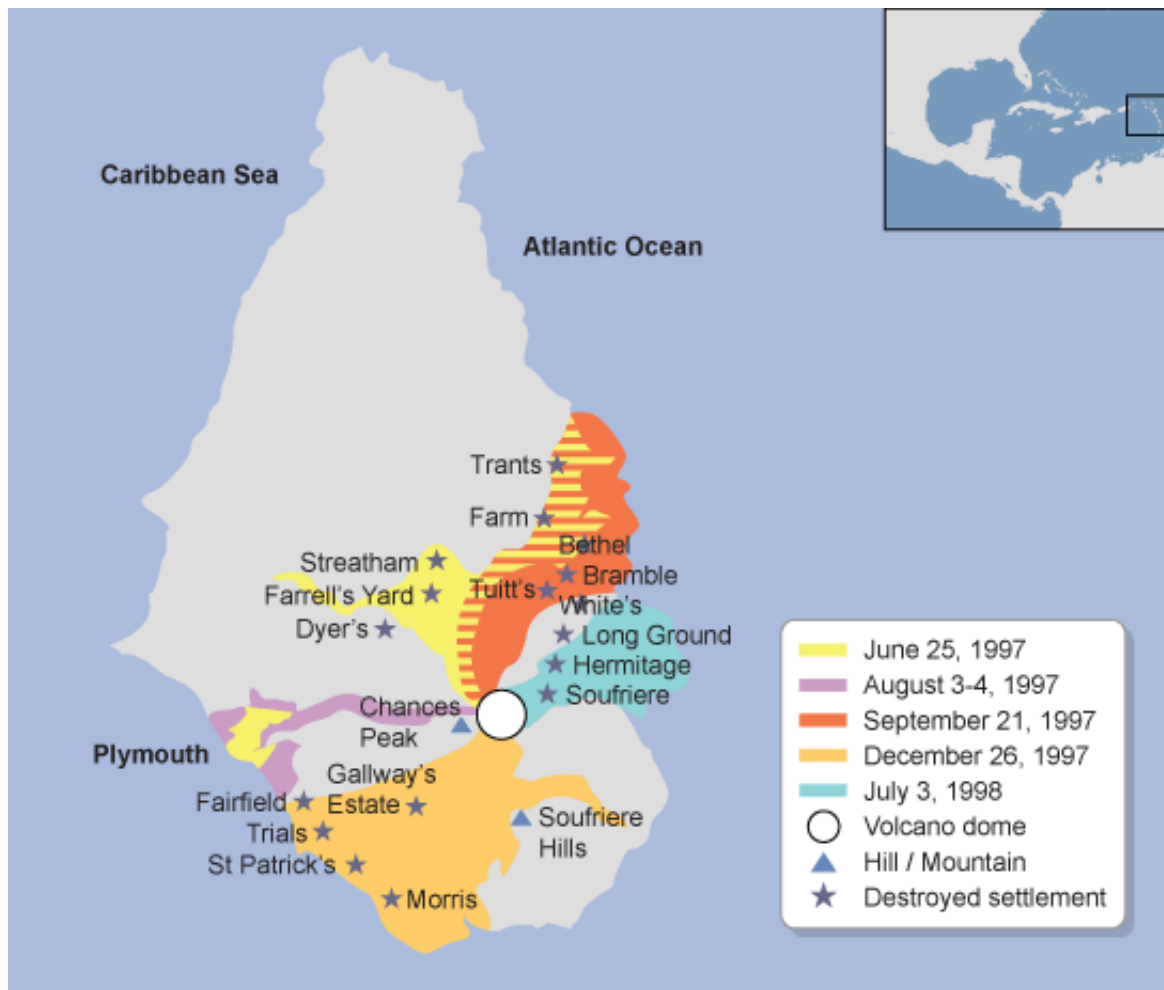 Caribbean Sea
Atlantic Ocean
Trants
Farm
Bethel
Streatham
Bramble
Farrell's Yard
Tuitt's
White's
Dyer's
Long Ground
Hermitage
Soufriere
Chances
Peak
Plymouth
Gallway's
Estate
Fairfield
Trials
St Patrick's
Soufriere
Hills
Morris
June 25, 1997
August 3-4, 1997
September 21, 1997
December 26, 1997
July 3, 1998
Volcano dome
Hill / Mountain
Destroyed settlement